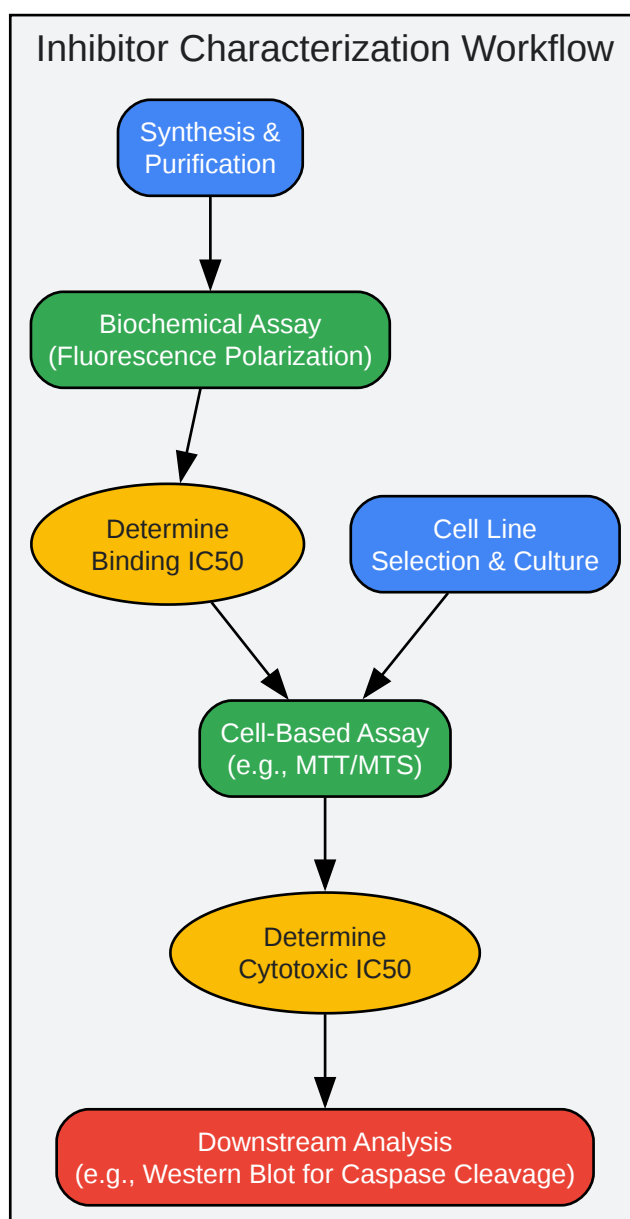 Inhibitor Characterization Workflow
Synthesis &
Purification
Biochemical Assay
(Fluorescence Polarization)
Determine
Binding IC50
Cell Line
Selection & Culture
Cell-Based Assay
(e.g., MTT/MTS)
Determine
Cytotoxic IC50
Downstream Analysis
(e.g., Western Blot for Caspase Cleavage)